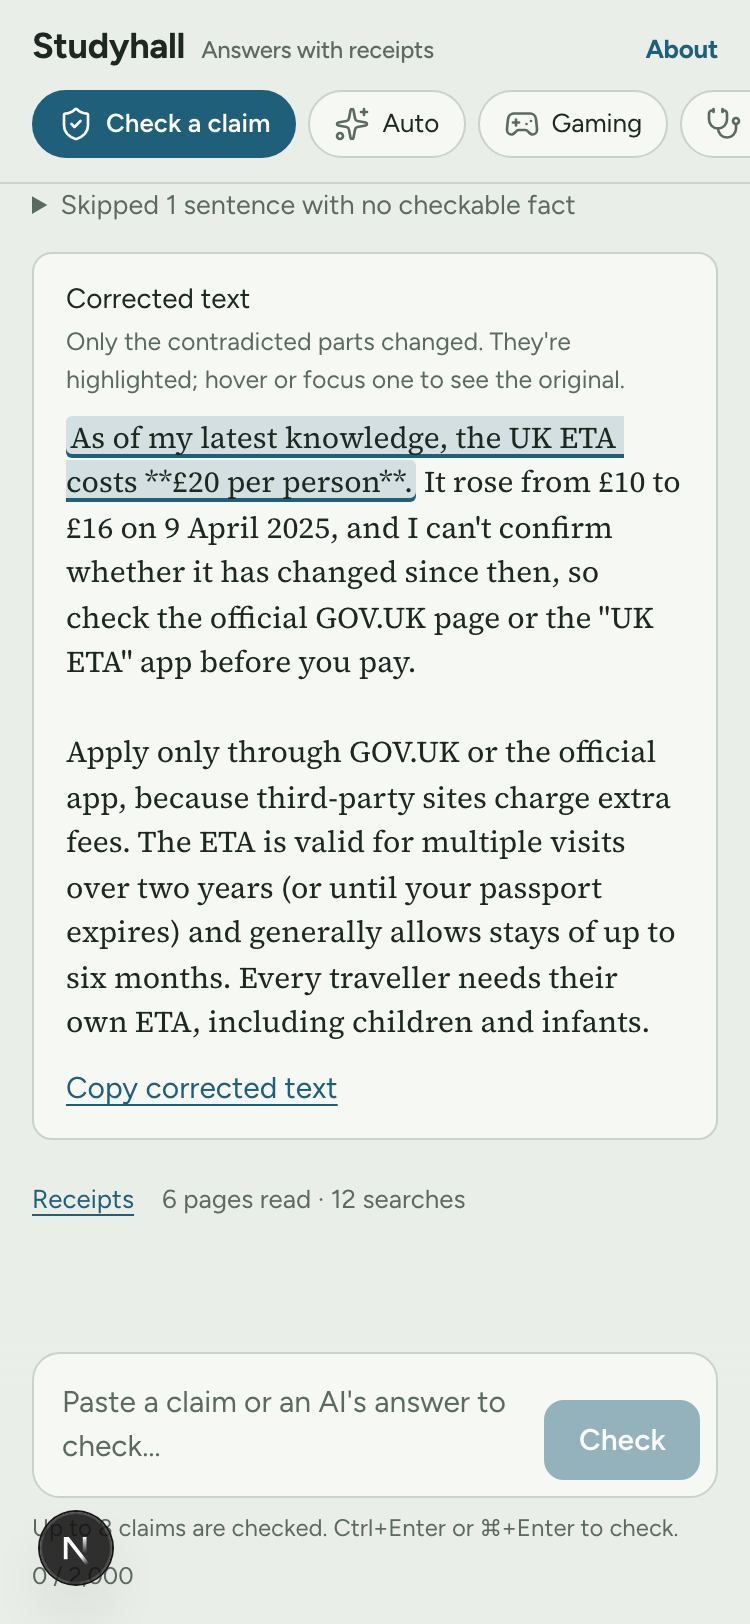 Studyhall Answers with receipts About
Check a claim Auto Gaming
Skipped 1 sentence with no checkable fact
Corrected text
Only the contradicted parts changed. They're
highlighted; hover or focus one to see the original.
As of my latest knowledge, the UK ETA
costs **£20 per person**. It rose from £10 to
£16 on 9 April 2025, and I can't confirm
whether it has changed since then, so
check the official GOV.UK page or the "UK
ETA" app before you pay.
Apply only through GOV.UK or the official
app, because third-party sites charge extra
fees. The ETA is valid for multiple visits
over two years (or until your passport
expires) and generally allows stays of up to
six months. Every traveller needs their
own ETA, including children and infants.
Copy corrected text
Receipts 6 pages read · 12 searches
Paste a claim or an AI's answer to
check...
Check
Up to 8 claims are checked. Ctrl+Enter or ⌘+Enter to check.
N
0 / 2,000